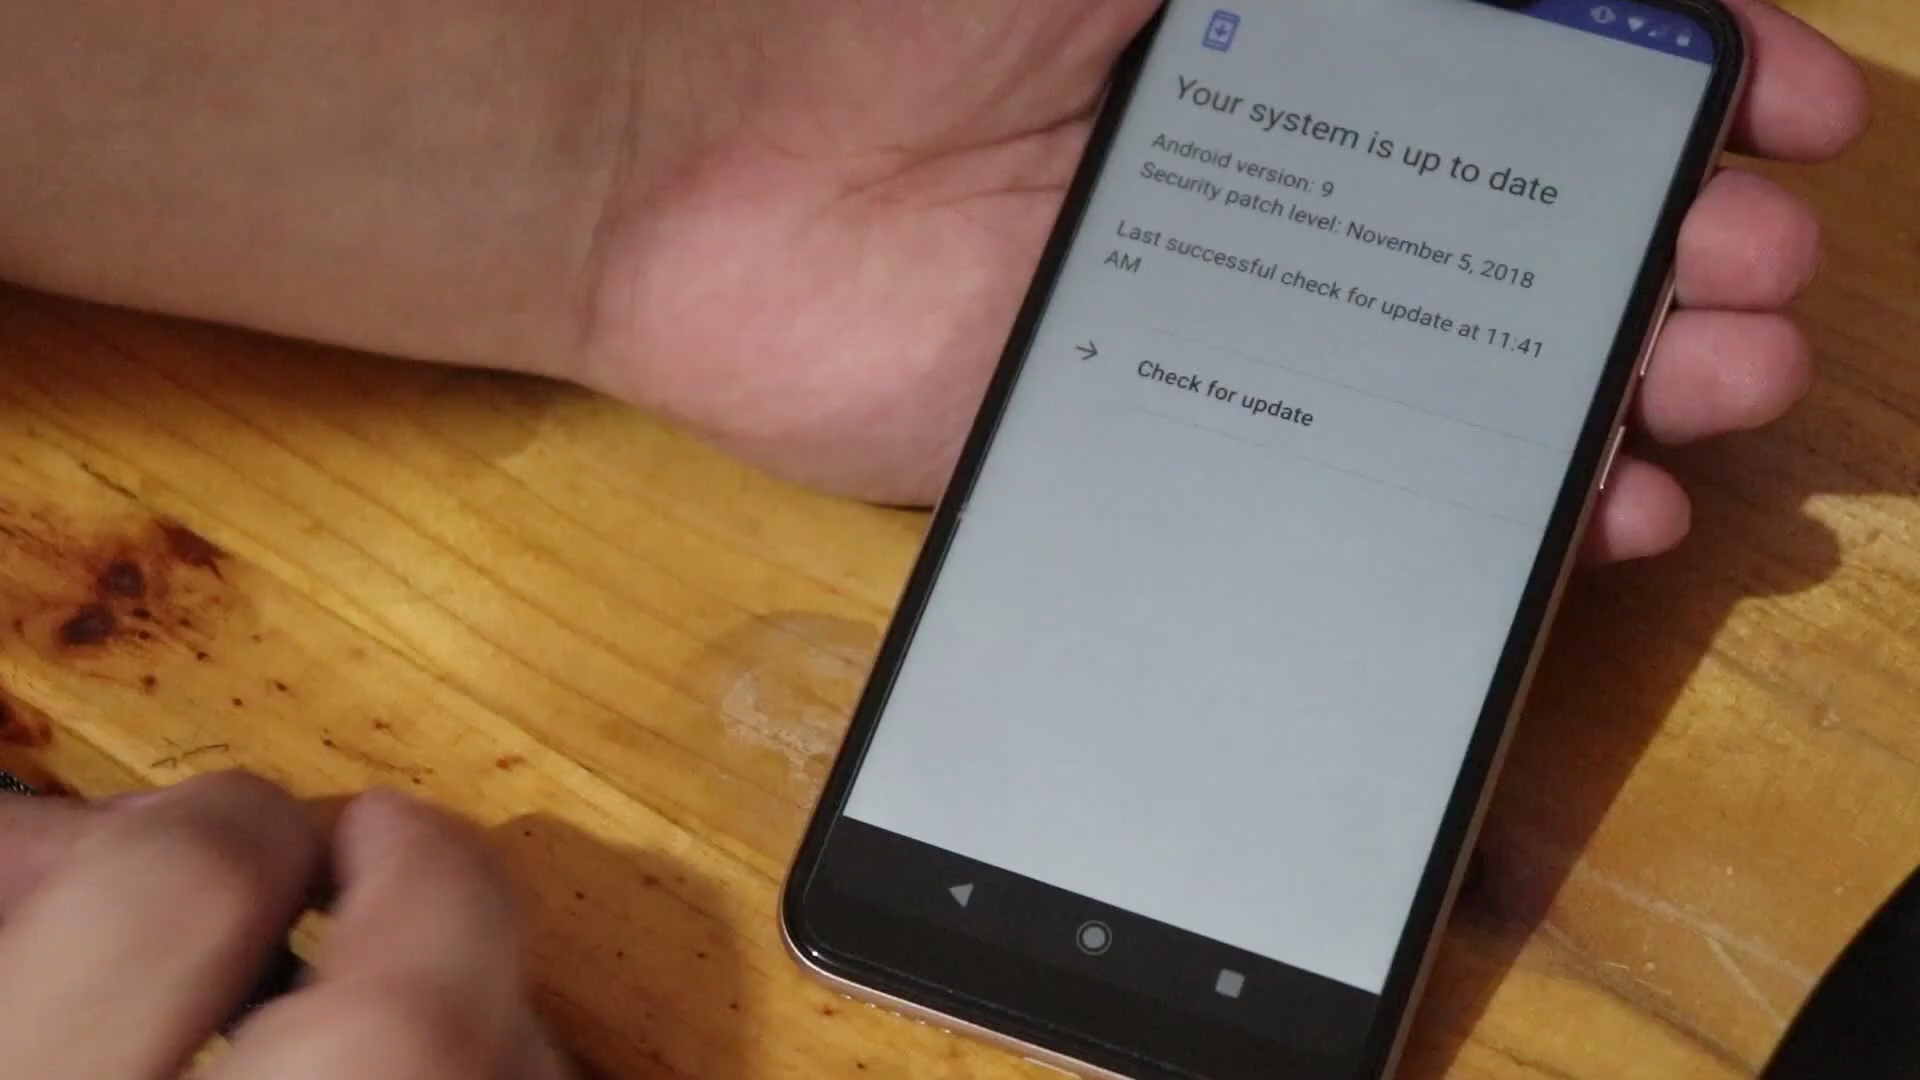 Your system is up to date
Android version: 9
Security patch level: November 5, 2018
Last successful check for update at 11:41
AM
Check for update